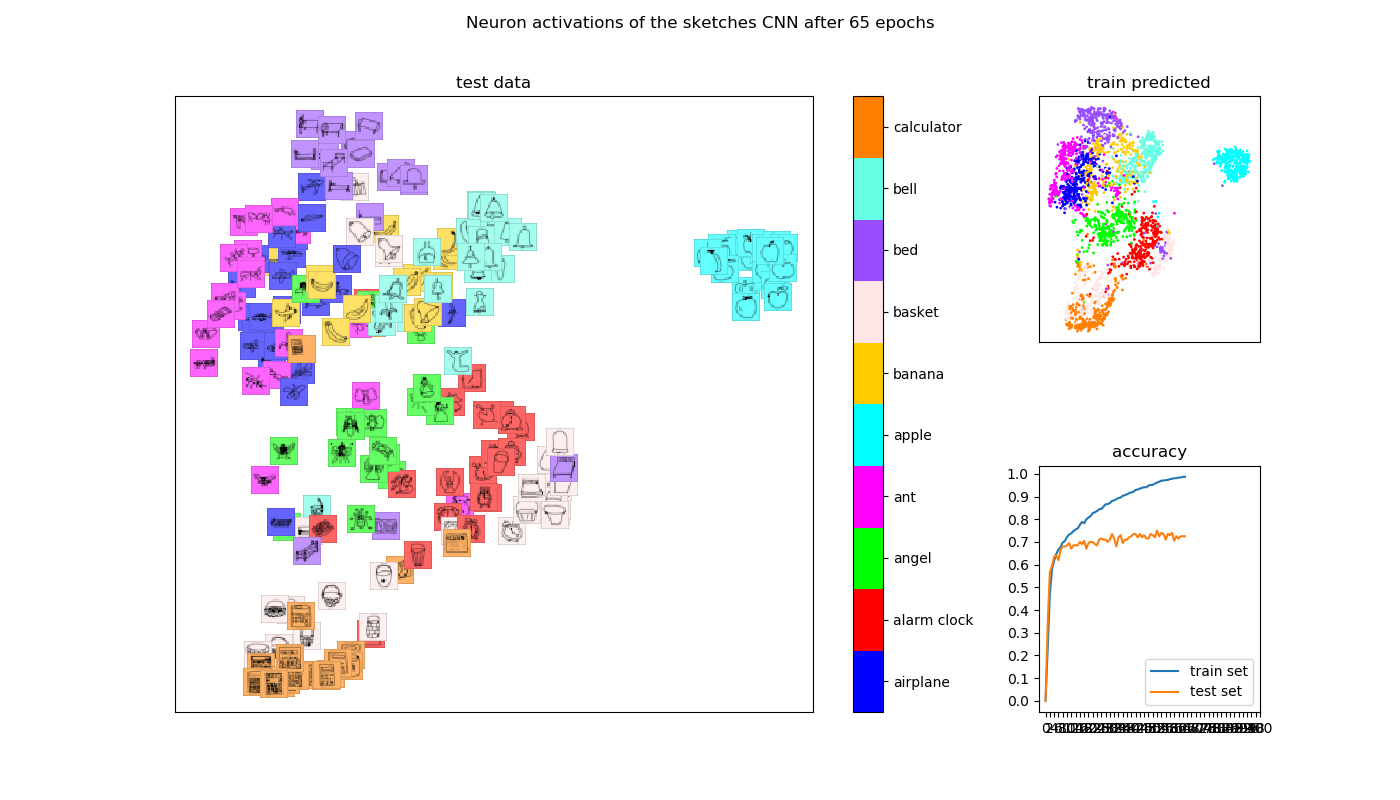 Neuron activations of the sketches CNN after 65 epochs
test data
calculator
bell
bed
basket
banana
apple
ant
angel
alarm clock
airplane
train predicted
accuracy
1.0
0.9
0.8
0.7
0.6
0.5
0.4
0.3
0.2
0.1
0.0
train set
test set